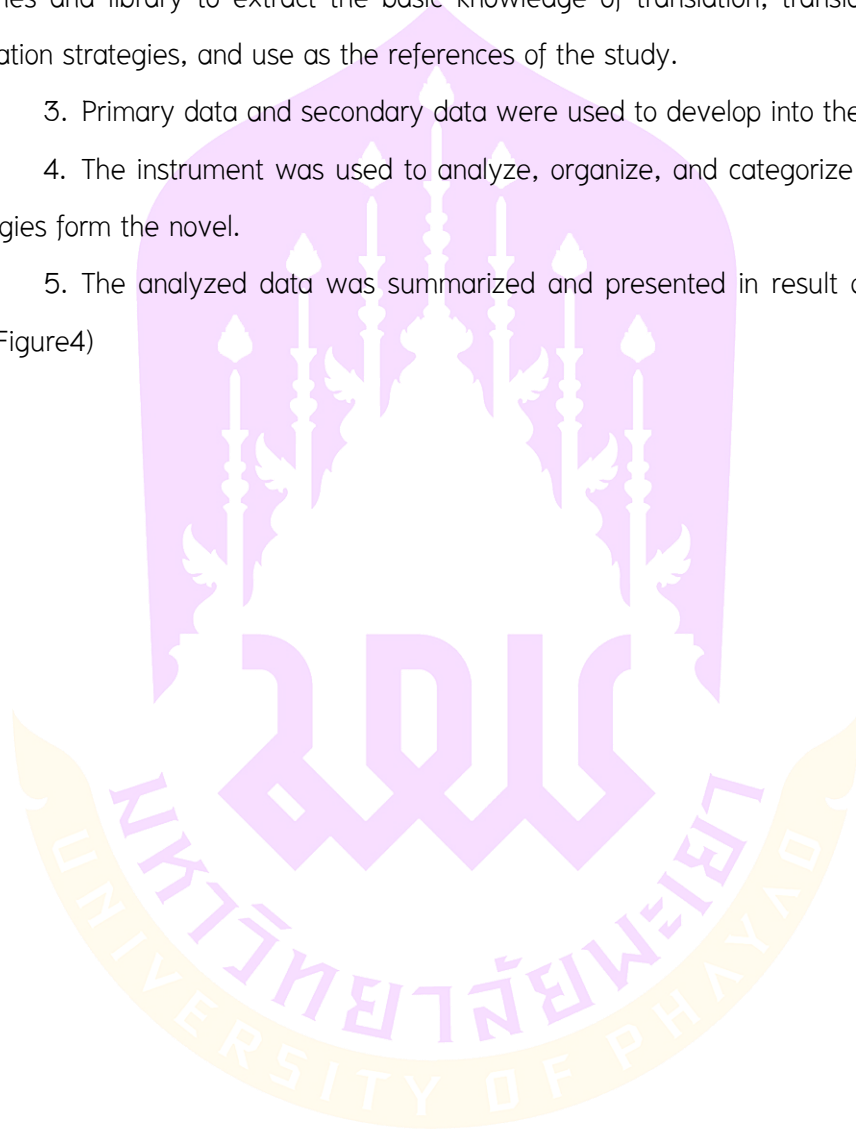 and library to extract the basic knowledge of translation,
ation strategies, and use as the references of the study.
3. Primary data and secondary data were used to develop into the
4. The instrument was used to analyze, organize, and categorize
gies form the novel.
5. The analyzed data was summarized and presented in result
Figure4)
มพย
มหาวิทยาลัยพะเยา
UNIVERSITY OF PHAYAO